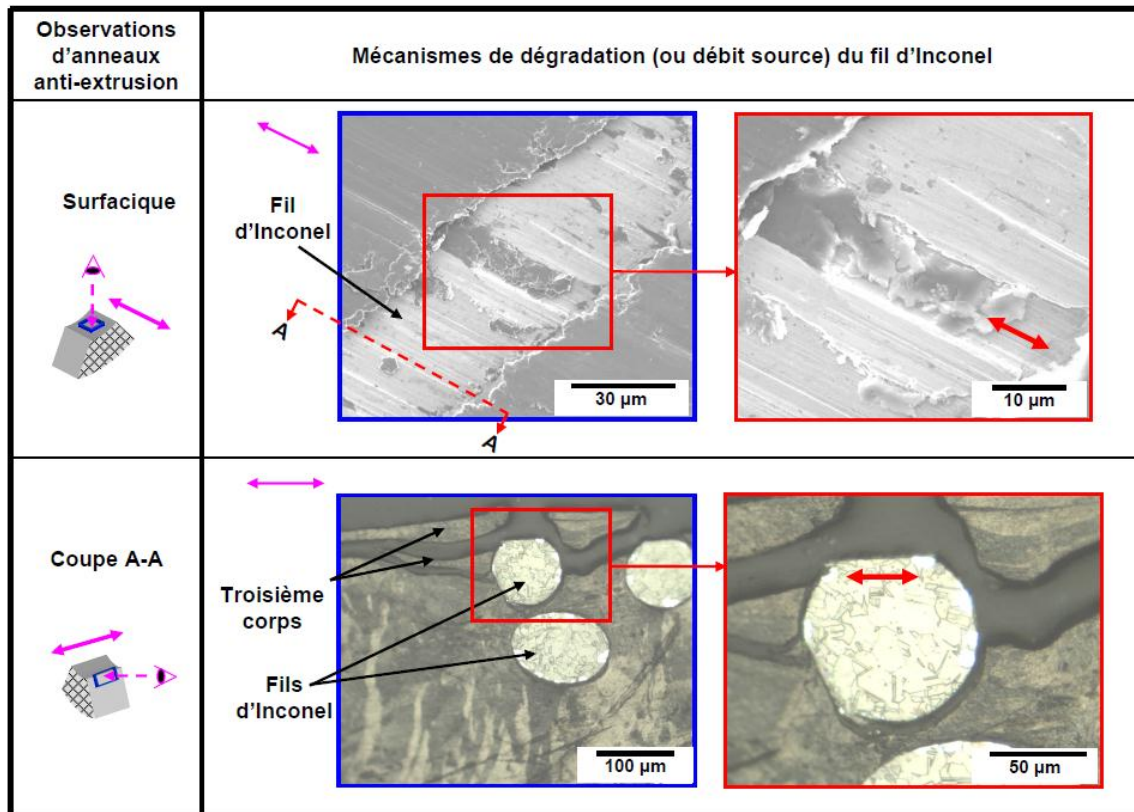 Observations
d'anneaux
anti-extrusion
Mécanismes de dégradation (ou débit source) du fil d'Inconel
Surfacique
Fil
d'Inconel
A
A
30 µm
10 µm
Coupe A-A
Troisième
corps
Fils
d'Inconel
100 µm
50 µm